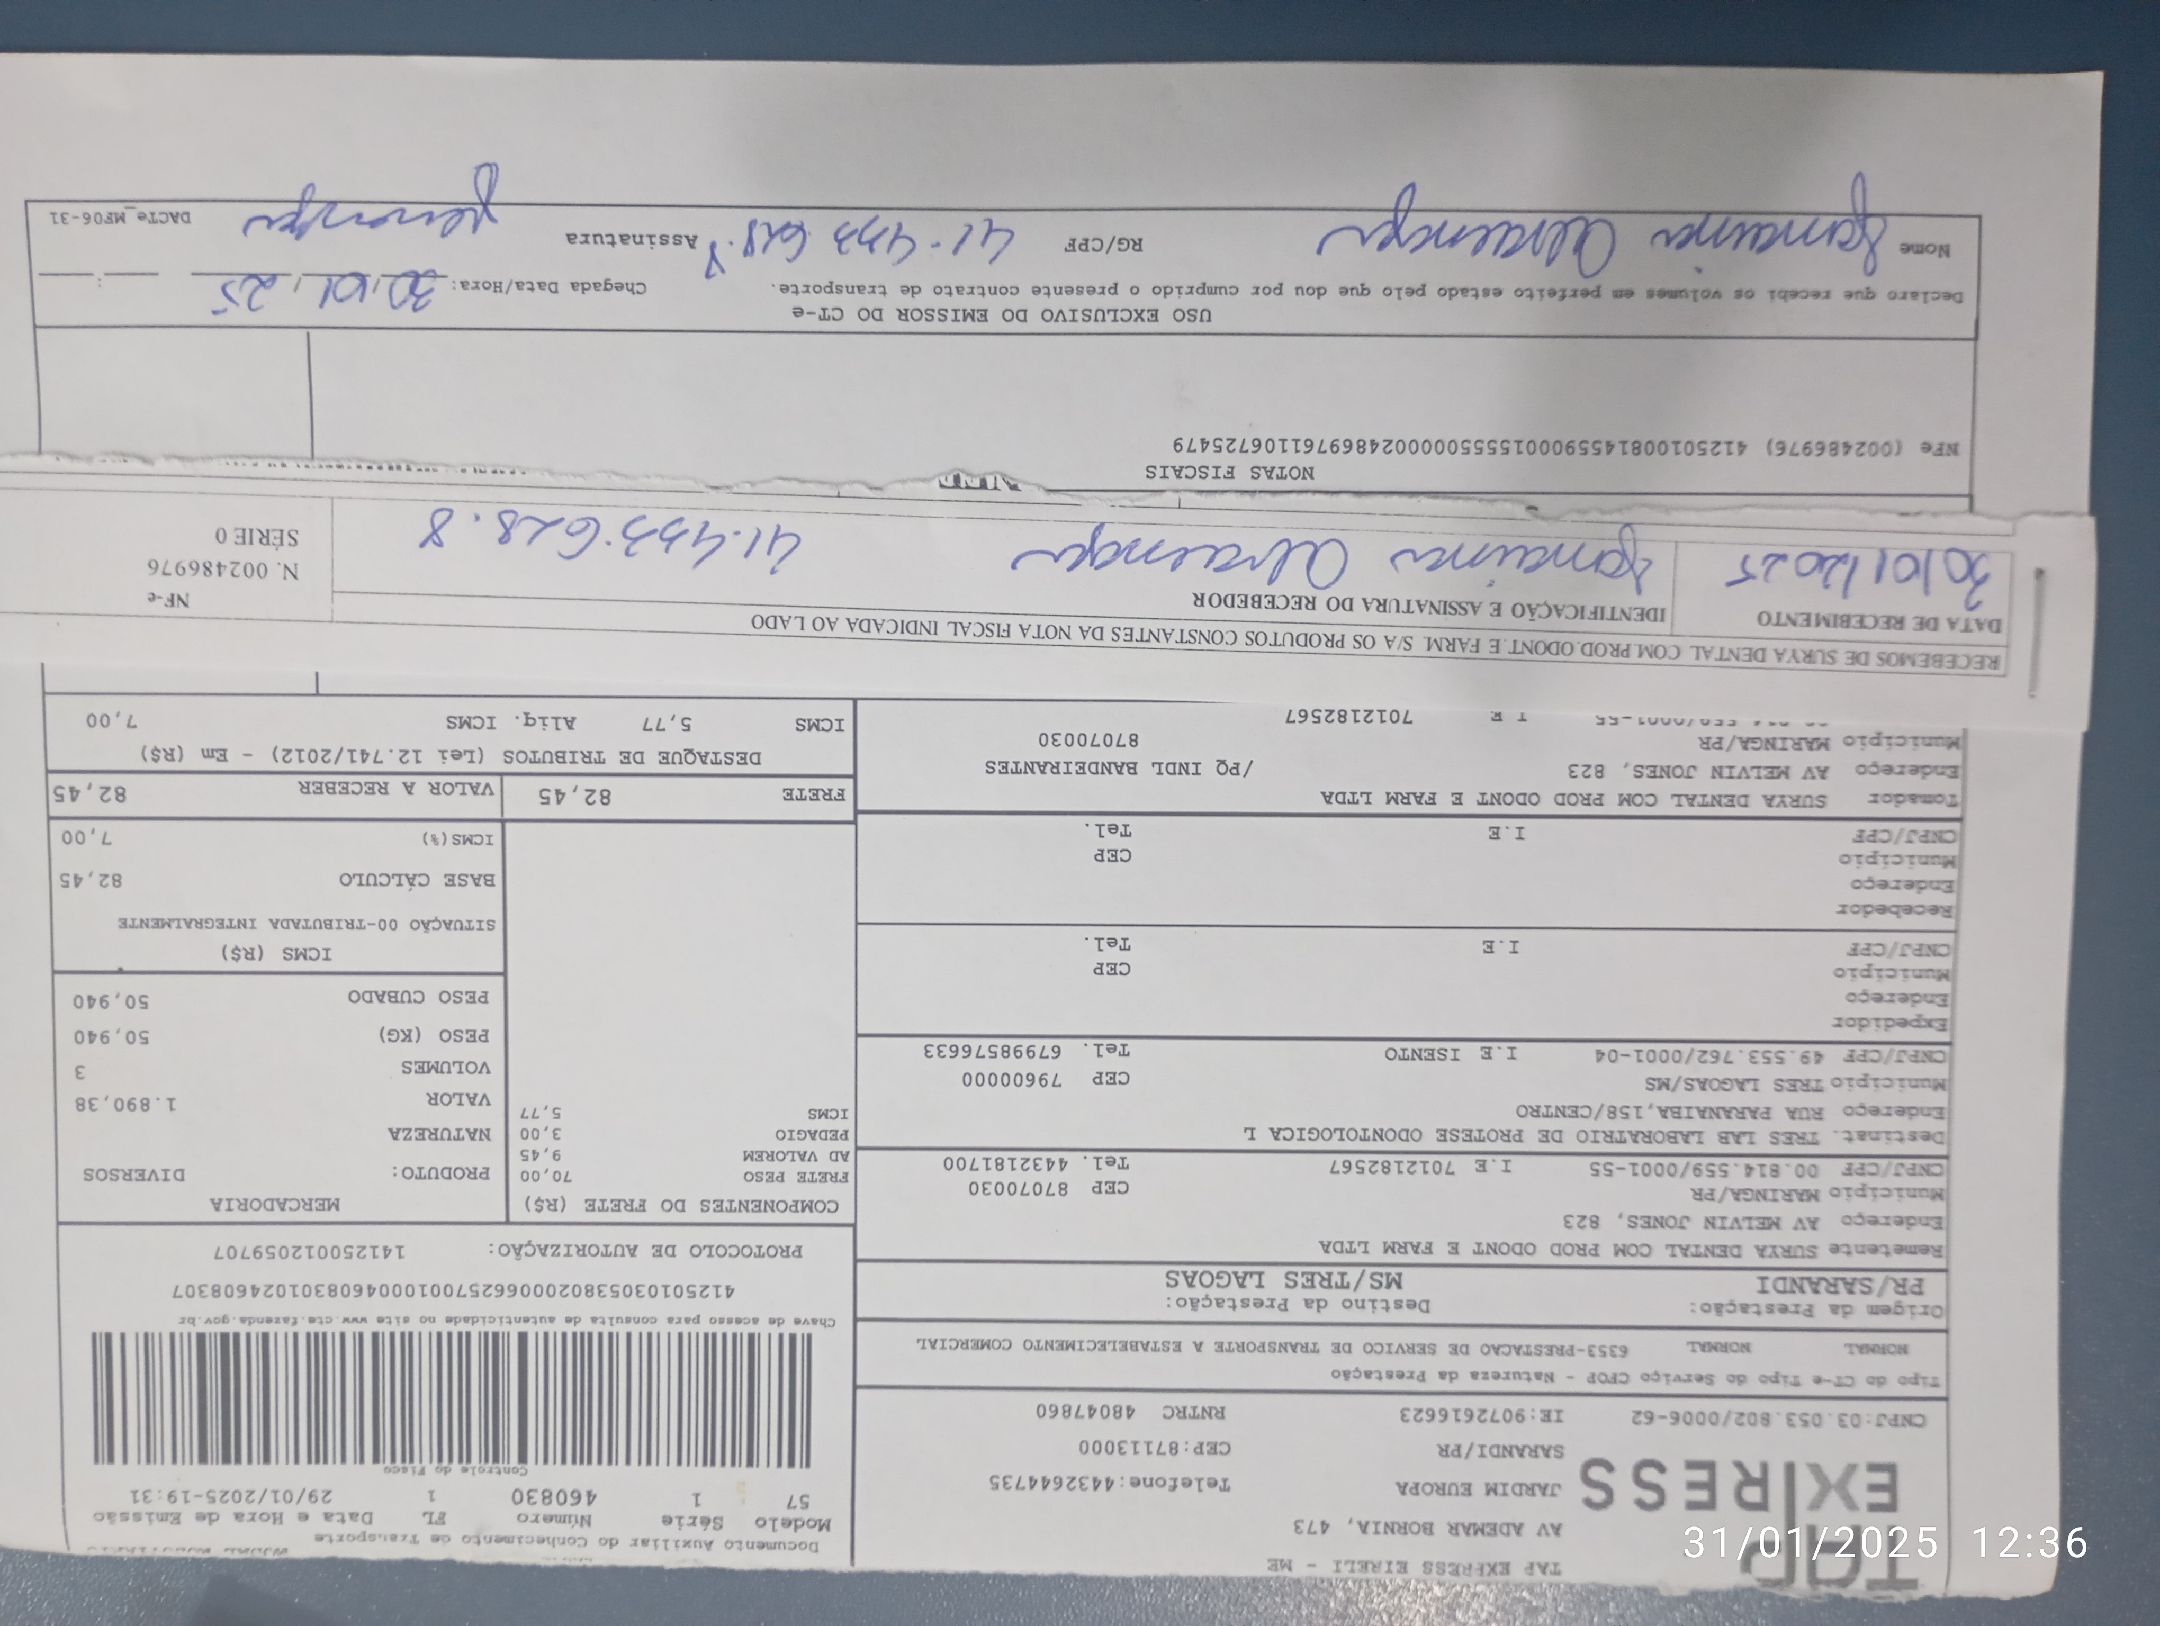 TAP EXPRESS EIRELI - ME
AV ADEMAR BORNIA, 473
TAP
EXPRESS
JARDIM EUROPA
Telefone:4432644735
SARANDI/PR
CEP:87113000
CNPJ:03.053.802/0006-62
IE:9072616623
RNTRC 48047860
Documento Auxiliar do Conhecimento de Transporte
Modelo Série Número FL Data e Hora de Emissão
57 1 460830 1 29/01/2025-19:31
Controle do Fisco
Tipo do CT-e Tipo do Serviço CFOP - Natureza da Prestação
NORMAL NORMAL 6353-PRESTACAO DE SERVICO DE TRANSPORTE A ESTABELECIMENTO COMERCIAL
Chave de acesso para consulta de autenticidade no site www.cte.fazenda.gov.br
41250103053802000662570010004608301024608307
PROTOCOLO DE AUTORIZAÇÃO: 141250012059707
Origem da Prestação: Destino da Prestação:
PR/SARANDI MS/TRES LAGOAS
Remetente SURYA DENTAL COM PROD ODONT E FARM LTDA
Endereço AV MELVIN JONES, 823
Município MARINGA/PR CEP 87070030
CNPJ/CPF 00.814.559/0001-55 I.E 7012182567 Tel. 4432181700
Destinat. TRES LAB LABORATRIO DE PROTESE ODONTOLOGICA L
Endereço RUA PARANAIBA,158/CENTRO
Município TRES LAGOAS/MS CEP 79600000
CNPJ/CPF 49.553.762/0001-04 I.E ISENTO Tel. 67998576633
Expedidor
Endereço
Município CEP
CNPJ/CPF I.E Tel.
Recebedor
Endereço
Município CEP
CNPJ/CPF I.E Tel.
Tomador SURYA DENTAL COM PROD ODONT E FARM LTDA
Endereço AV MELVIN JONES, 823 /PQ INDL BANDEIRANTES
Município MARINGA/PR 87070030
7012182567
COMPONENTES DO FRETE (R$)
FRETE PESO 70,00
AD VALOREM 9,45
PEDAGIO 3,00
ICMS 5,77
MERCADORIA
PRODUTO: DIVERSOS
NATUREZA
VALOR 1.890,38
VOLUMES 3
PESO (KG) 50,940
PESO CUBADO 50,940
ICMS (R$)
SITUAÇÃO 00-TRIBUTADA INTEGRALMENTE
BASE CÁLCULO 82,45
ICMS(%) 7,00
FRETE 82,45 VALOR A RECEBER 82,45
DESTAQUE DE TRIBUTOS (Lei 12.741/2012) - Em (R$)
ICMS 5,77 Aliq. ICMS 7,00
RECEBEMOS DE SURYA DENTAL COM.PROD.ODONT.E FARM. S/A OS PRODUTOS CONSTANTES DA NOTA FISCAL INDICADA AO LADO
DATA DE RECEBIMENTO IDENTIFICAÇÃO E ASSINATURA DO RECEBEDOR
30/01/2025 Janaina 41.433.628.8
NF-e
N. 002486976
SÉRIE 0
NOTAS FISCAIS
NFe (002486976) 41250100814559000155550000024869761106725479
USO EXCLUSIVO DO EMISSOR DO CT-e
Declaro que recebi os volumes em perfeito estado pelo que dou por cumprido o presente contrato de transporte.
Chegada Data/Hora: 30, 01, 25 :
Nome Janaina RG/CPF 41.433.628.8 Assinatura
DACTe_MF06-31
31/01/2025 12:36